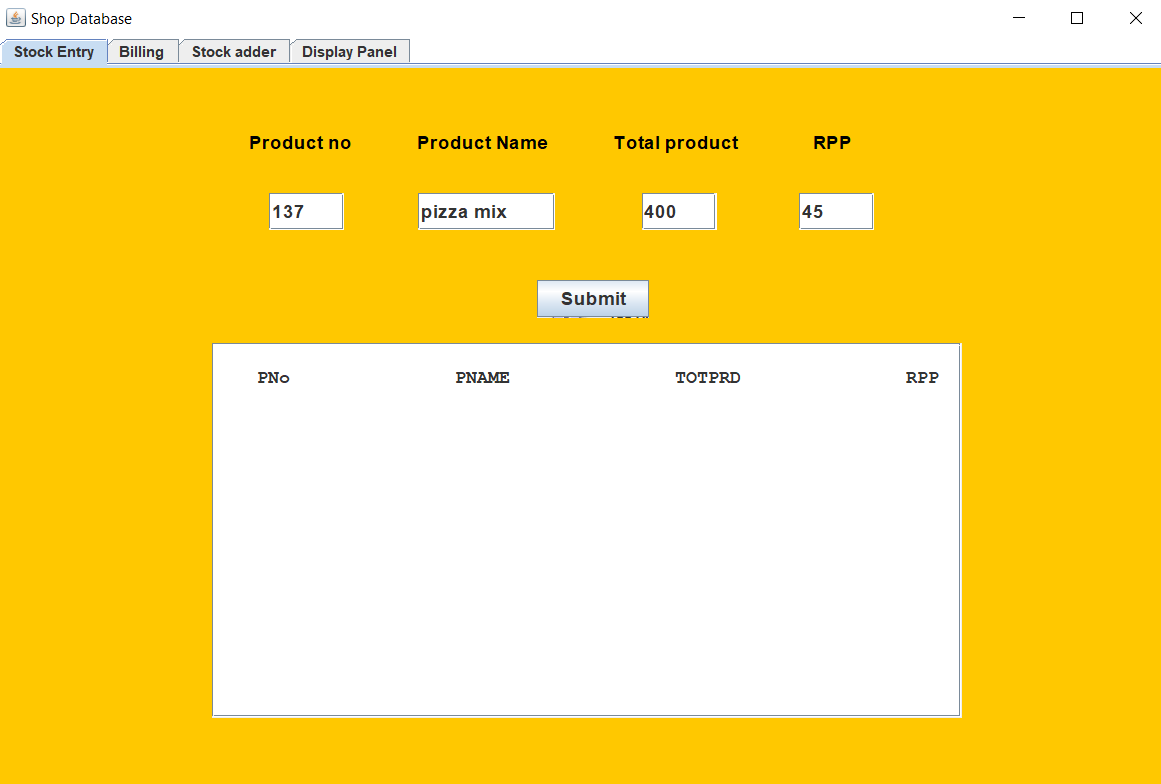 Shop Database
Stock Entry Billing Stock adder Display Panel
Product no Product Name Total product RPP
137 pizza mix 400 45
Submit
PNo PNAME TOTPRD RPP